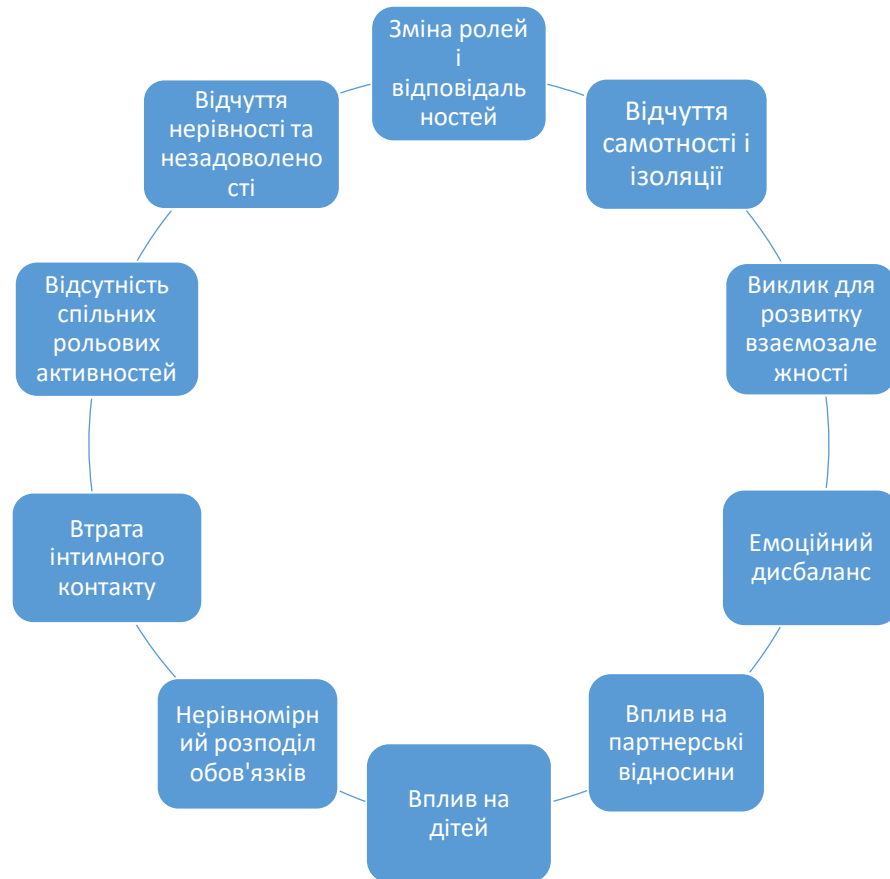 Зміна ролей
і
відповідаль
ностей
Відчуття
самотності і
ізоляції
Виклик для
розвитку
взаємозале
жності
Емоційний
дисбаланс
Вплив на
партнерські
відносини
Вплив на
дітей
Нерівномірн
ий розподіл
обов'язків
Втрата
інтимного
контакту
Відсутність
спільних
рольових
активностей
Відчуття
нерівності та
незадоволено
сті